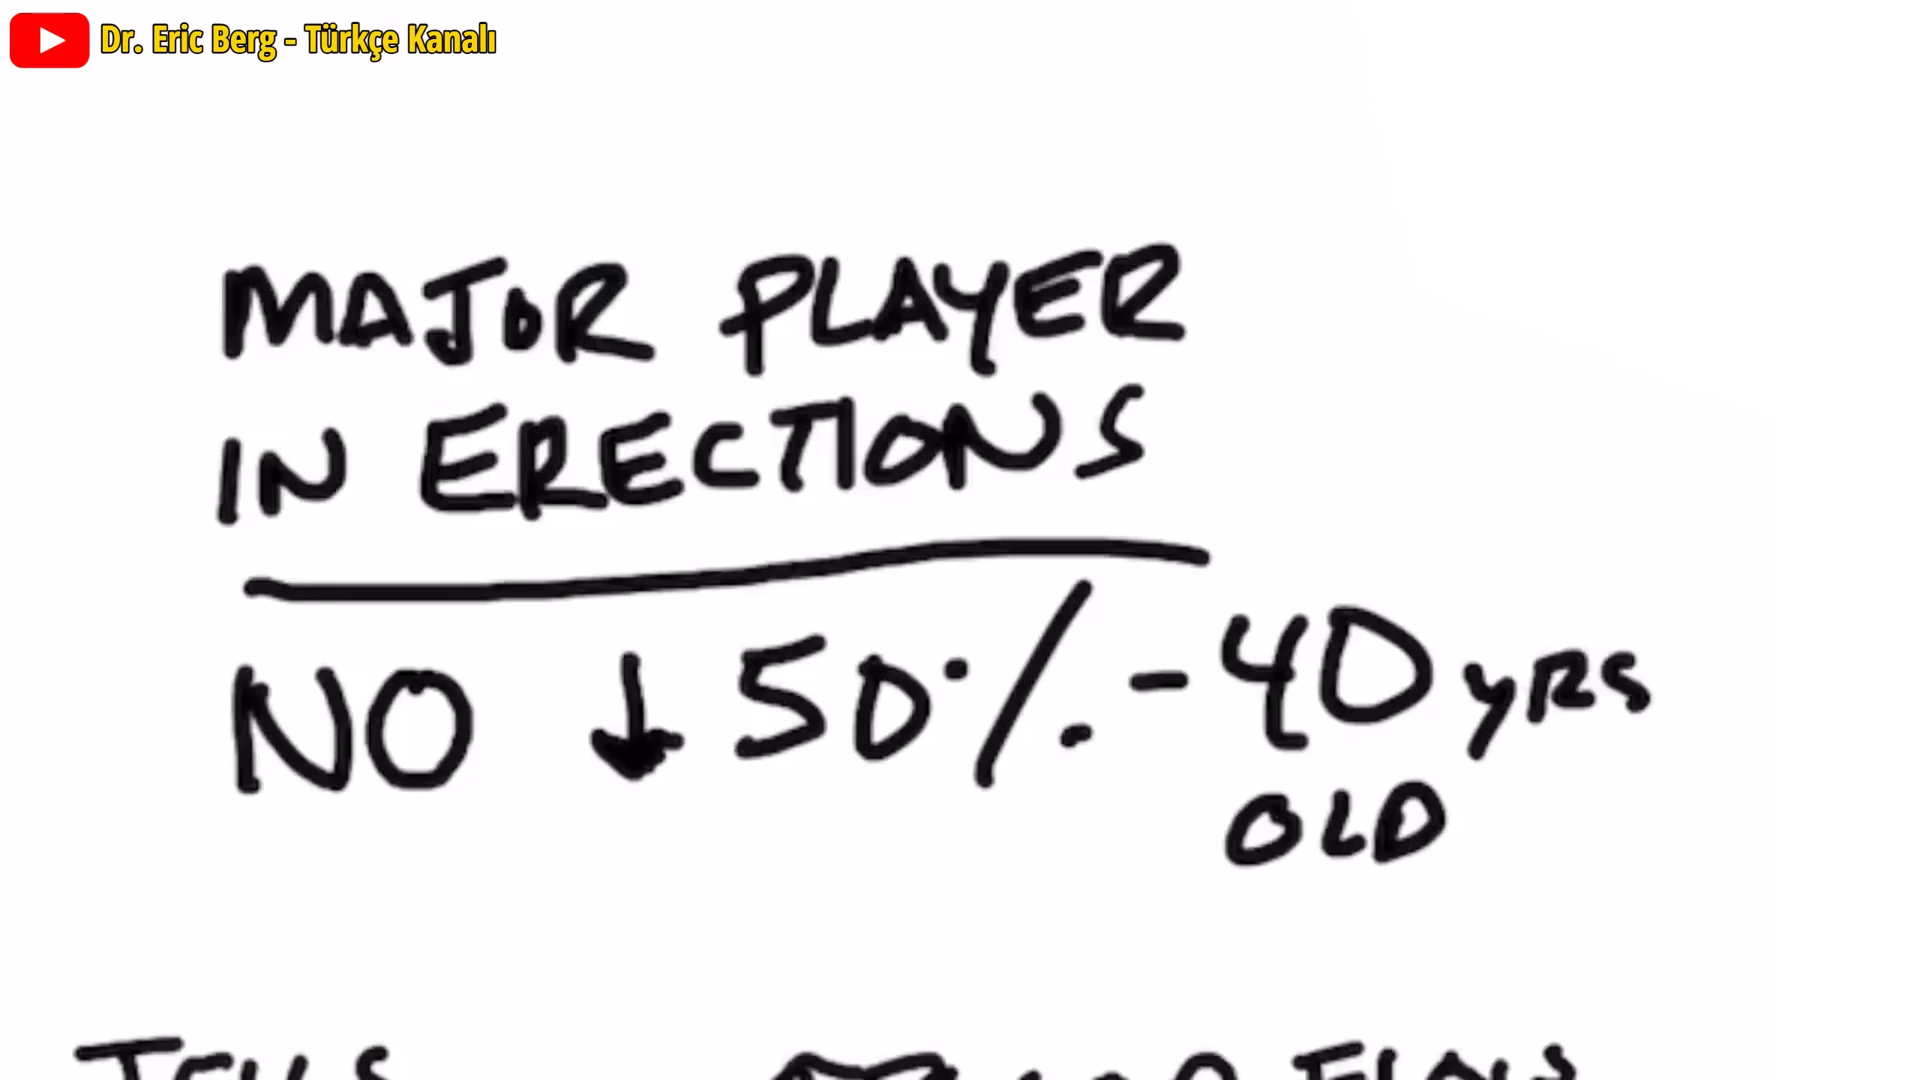 Dr. Eric Berg - Türkçe Kanalı
MAJOR PLAYER
IN ERECTIONS
NO ↓ 50% - 40 YRS
OLD